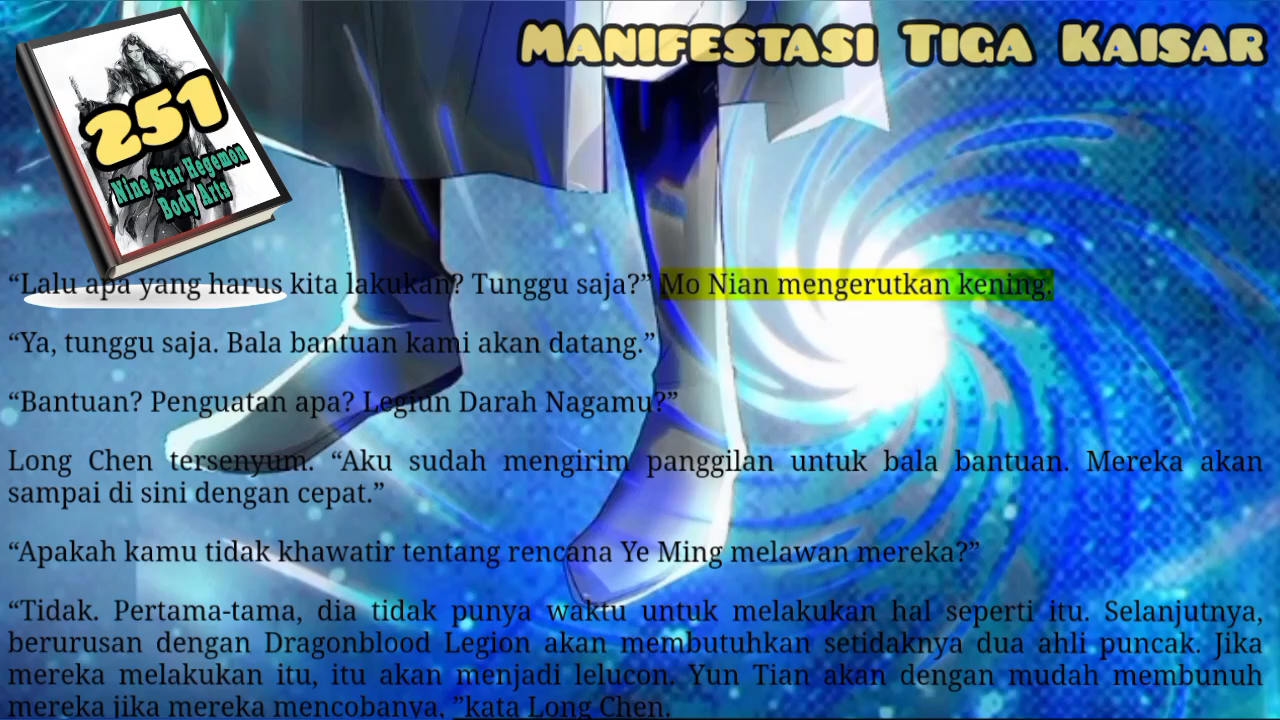 MANIFESTASI TIGA KAISAR
251
Nine Star Hegemon
Body Arts
“Lalu apa yang harus kita lakukan? Tunggu saja?” Mo Nian mengerutkan kening.
“Ya, tunggu saja. Bala bantuan kami akan datang.”
“Bantuan? Penguatan apa? Legiun Darah Nagamu?”
Long Chen tersenyum. “Aku sudah mengirim panggilan untuk bala bantuan. Mereka akan
sampai di sini dengan cepat.”
“Apakah kamu tidak khawatir tentang rencana Ye Ming melawan mereka?”
“Tidak. Pertama-tama, dia tidak punya waktu untuk melakukan hal seperti itu. Selanjutnya,
berurusan dengan Dragonblood Legion akan membutuhkan setidaknya dua ahli puncak. Jika
mereka melakukan itu, itu akan menjadi lelucon. Yun Tian akan dengan mudah membunuh
mereka jika mereka mencobanya, ”kata Long Chen.